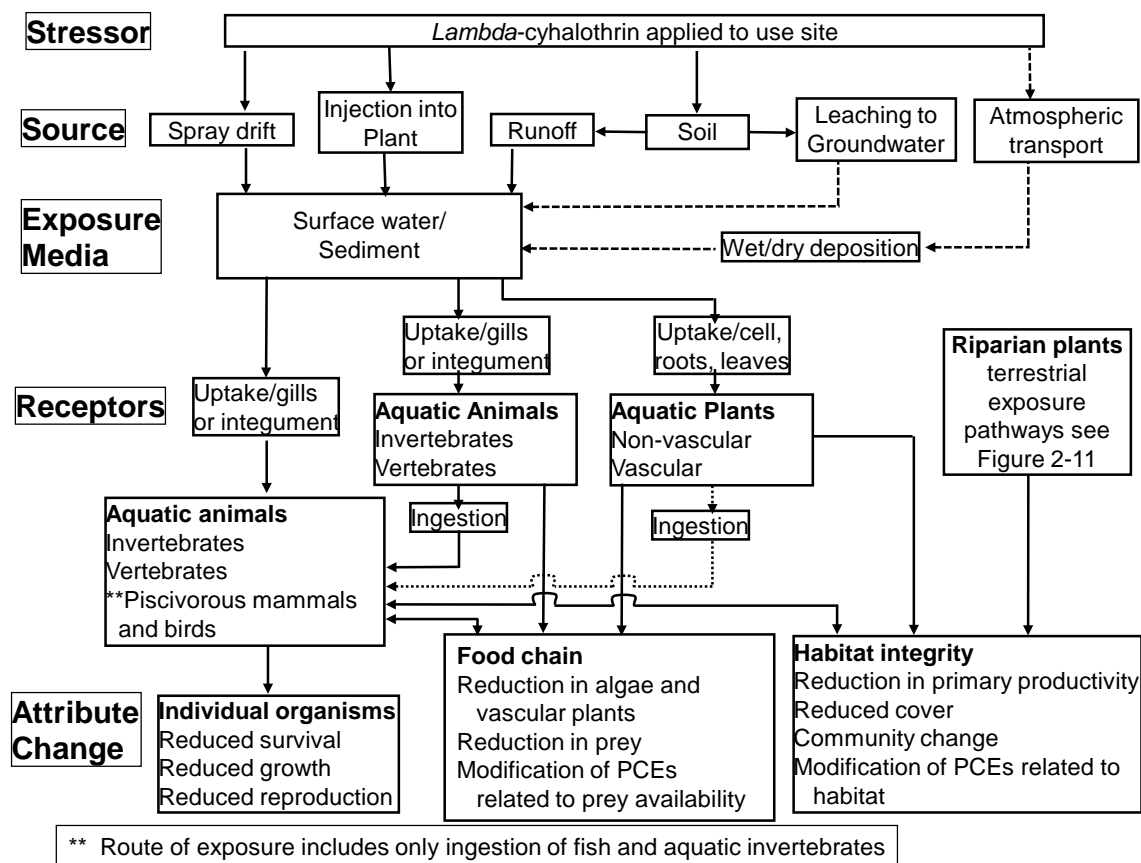 Stressor
Lambda-cyhalothrin applied to use site
Source
Spray drift
Injection into
Plant
Runoff
Soil
Leaching to
Groundwater
Atmospheric
transport
Exposure
Media
Surface water/
Sediment
Wet/dry deposition
Uptake/gills
or integument
Uptake/cell,
roots, leaves
Riparian plants
terrestrial
exposure
pathways see
Figure 2-11
Receptors
Uptake/gills
or integument
Aquatic Animals
Invertebrates
Vertebrates
Aquatic Plants
Non-vascular
Vascular
Ingestion
Ingestion
Aquatic animals
Invertebrates
Vertebrates
**Piscivorous mammals
and birds
Attribute
Change
Individual organisms
Reduced survival
Reduced growth
Reduced reproduction
Food chain
Reduction in algae and
vascular plants
Reduction in prey
Modification of PCEs
related to prey availability
Habitat integrity
Reduction in primary productivity
Reduced cover
Community change
Modification of PCEs related to
habitat
** Route of exposure includes only ingestion of fish and aquatic invertebrates